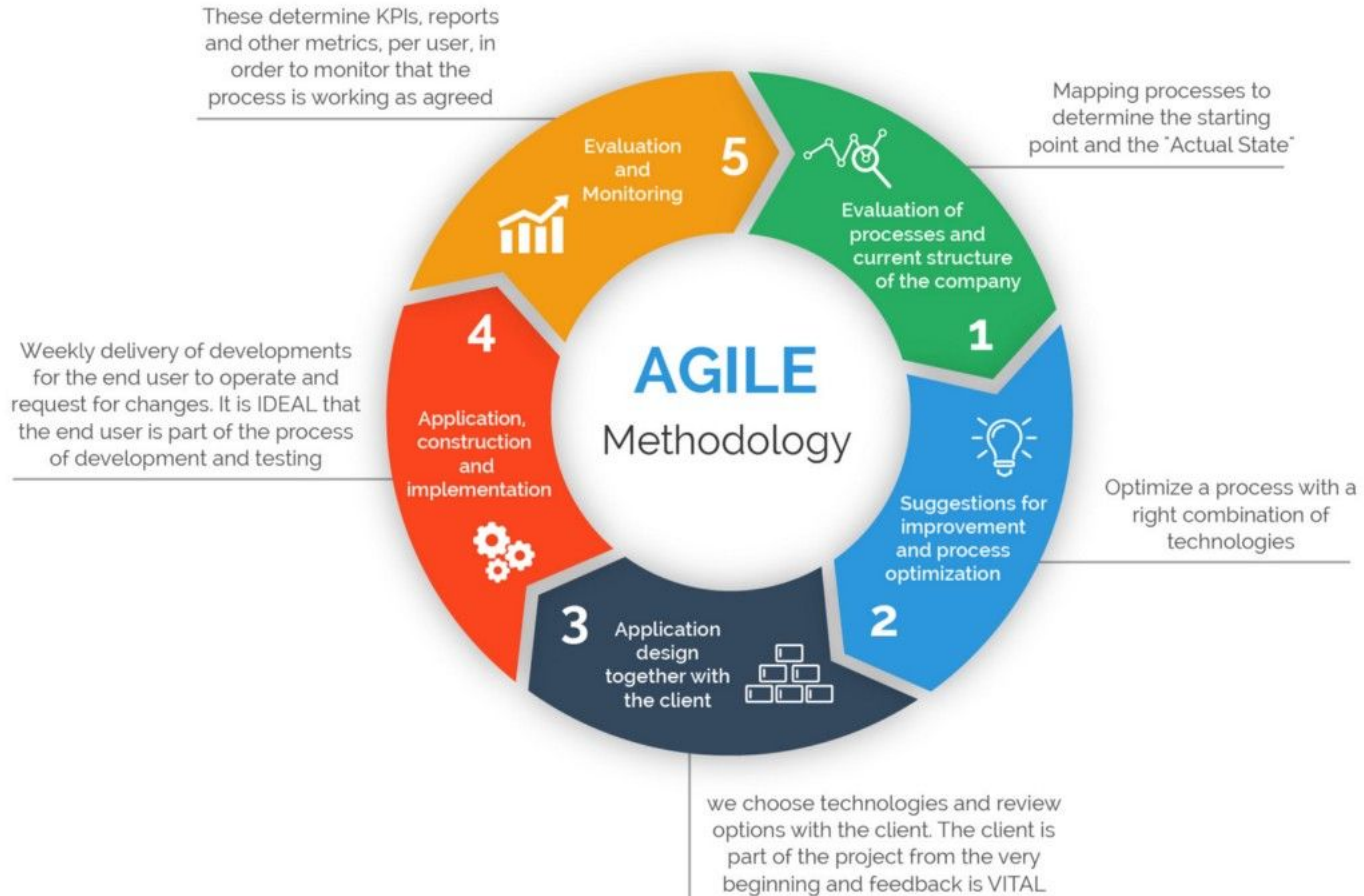 These determine KPIs, reports
and other metrics, per user, in
order to monitor that the
process is working as agreed
Mapping processes to
determine the starting
point and the "Actual State"
Evaluation
and
Monitoring
5
Evaluation of
processes and
current structure
of the company
1
AGILE
Methodology
4
Application,
construction
and
implementation
Weekly delivery of developments
for the end user to operate and
request for changes. It is IDEAL that
the end user is part of the process
of development and testing
Suggestions for
improvement
and process
optimization
2
Optimize a process with a
right combination of
technologies
3
Application
design
together with
the client
we choose technologies and review
options with the client. The client is
part of the project from the very
beginning and feedback is VITAL